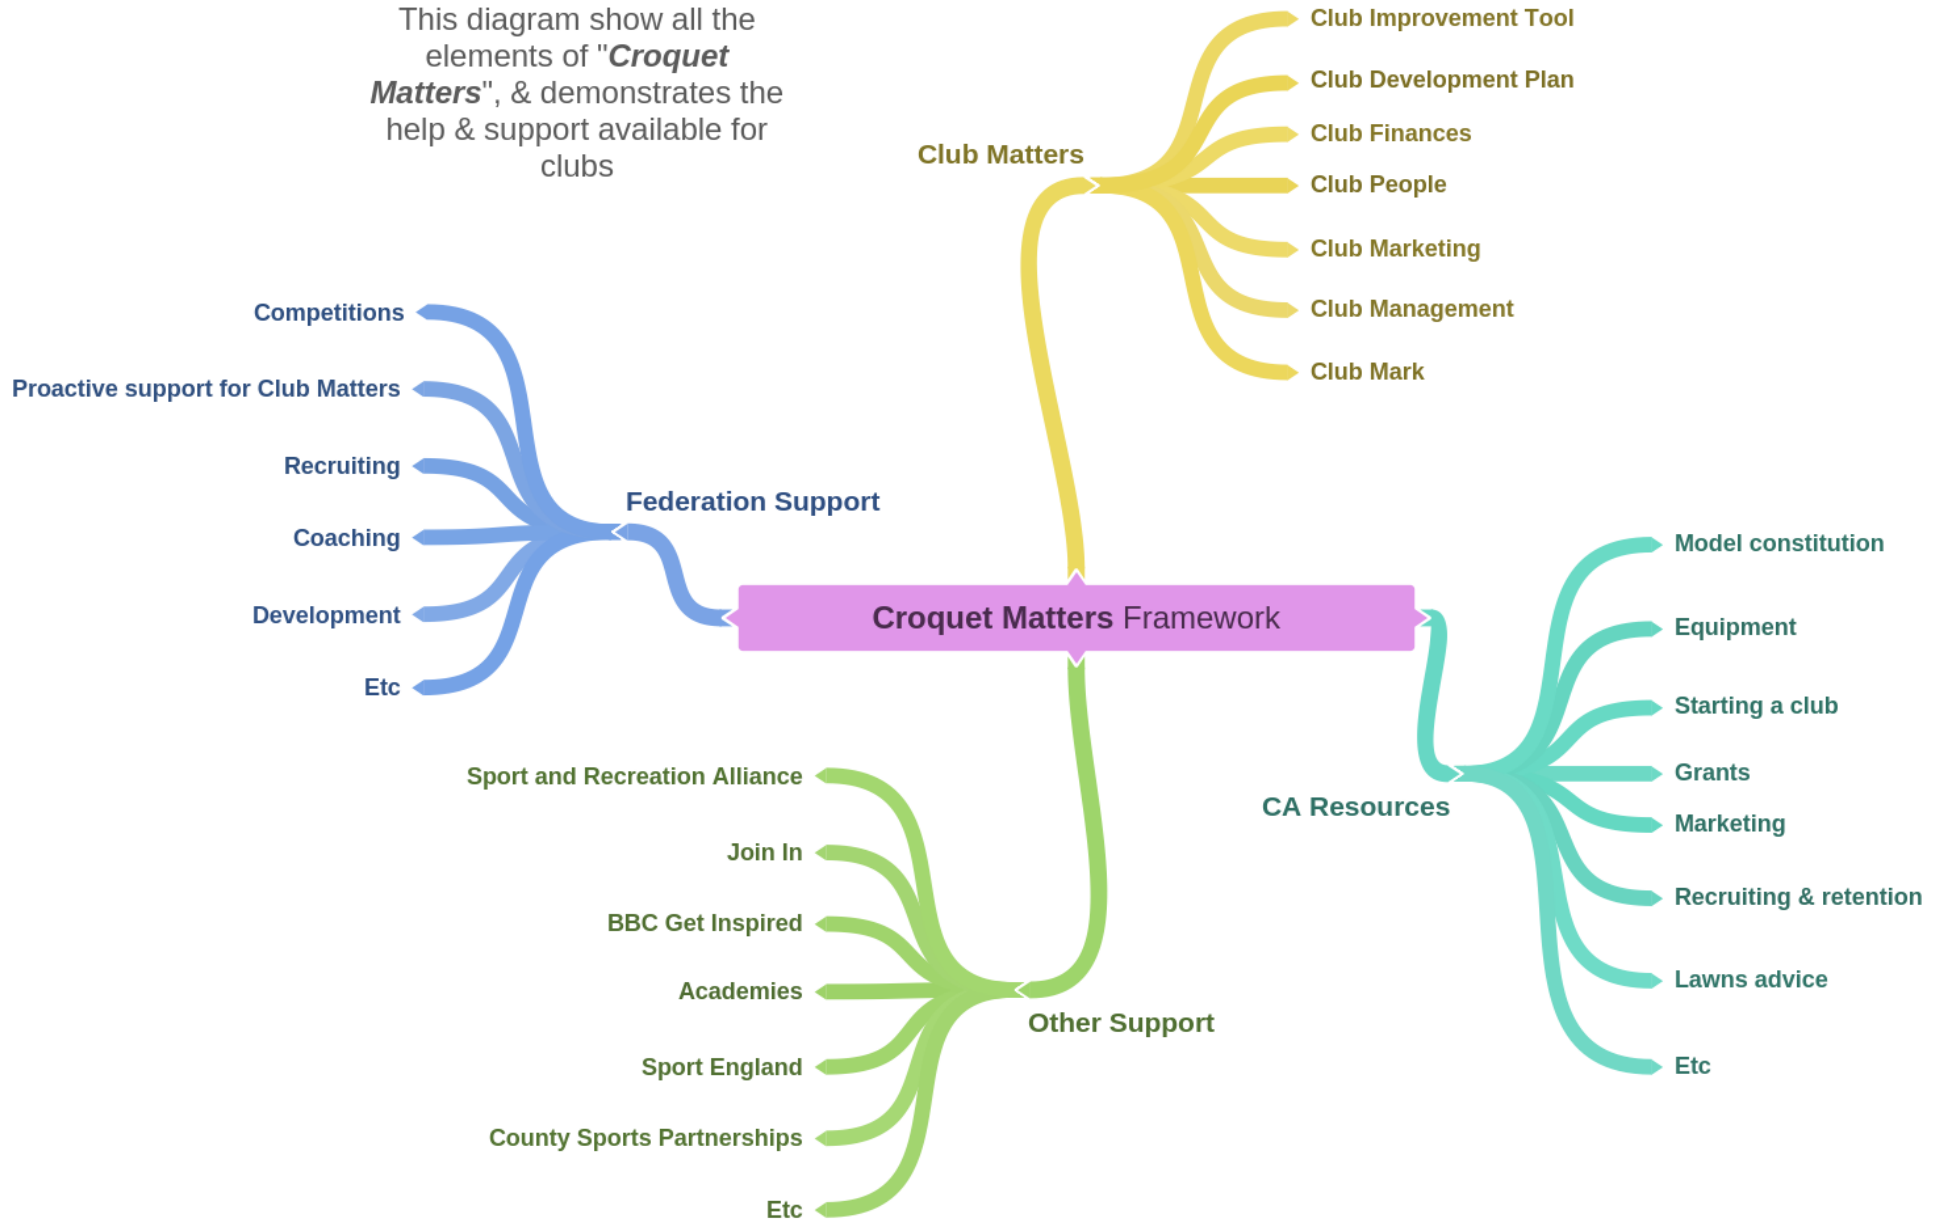 This diagram show all the
elements of "Croquet
Matters", & demonstrates the
help & support available for
clubs
Club Matters
Club Improvement Tool
Club Development Plan
Club Finances
Club People
Club Marketing
Club Management
Club Mark
Federation Support
Competitions
Proactive support for Club Matters
Recruiting
Coaching
Development
Etc
Croquet Matters Framework
CA Resources
Model constitution
Equipment
Starting a club
Grants
Marketing
Recruiting & retention
Lawns advice
Etc
Other Support
Sport and Recreation Alliance
Join In
BBC Get Inspired
Academies
Sport England
County Sports Partnerships
Etc